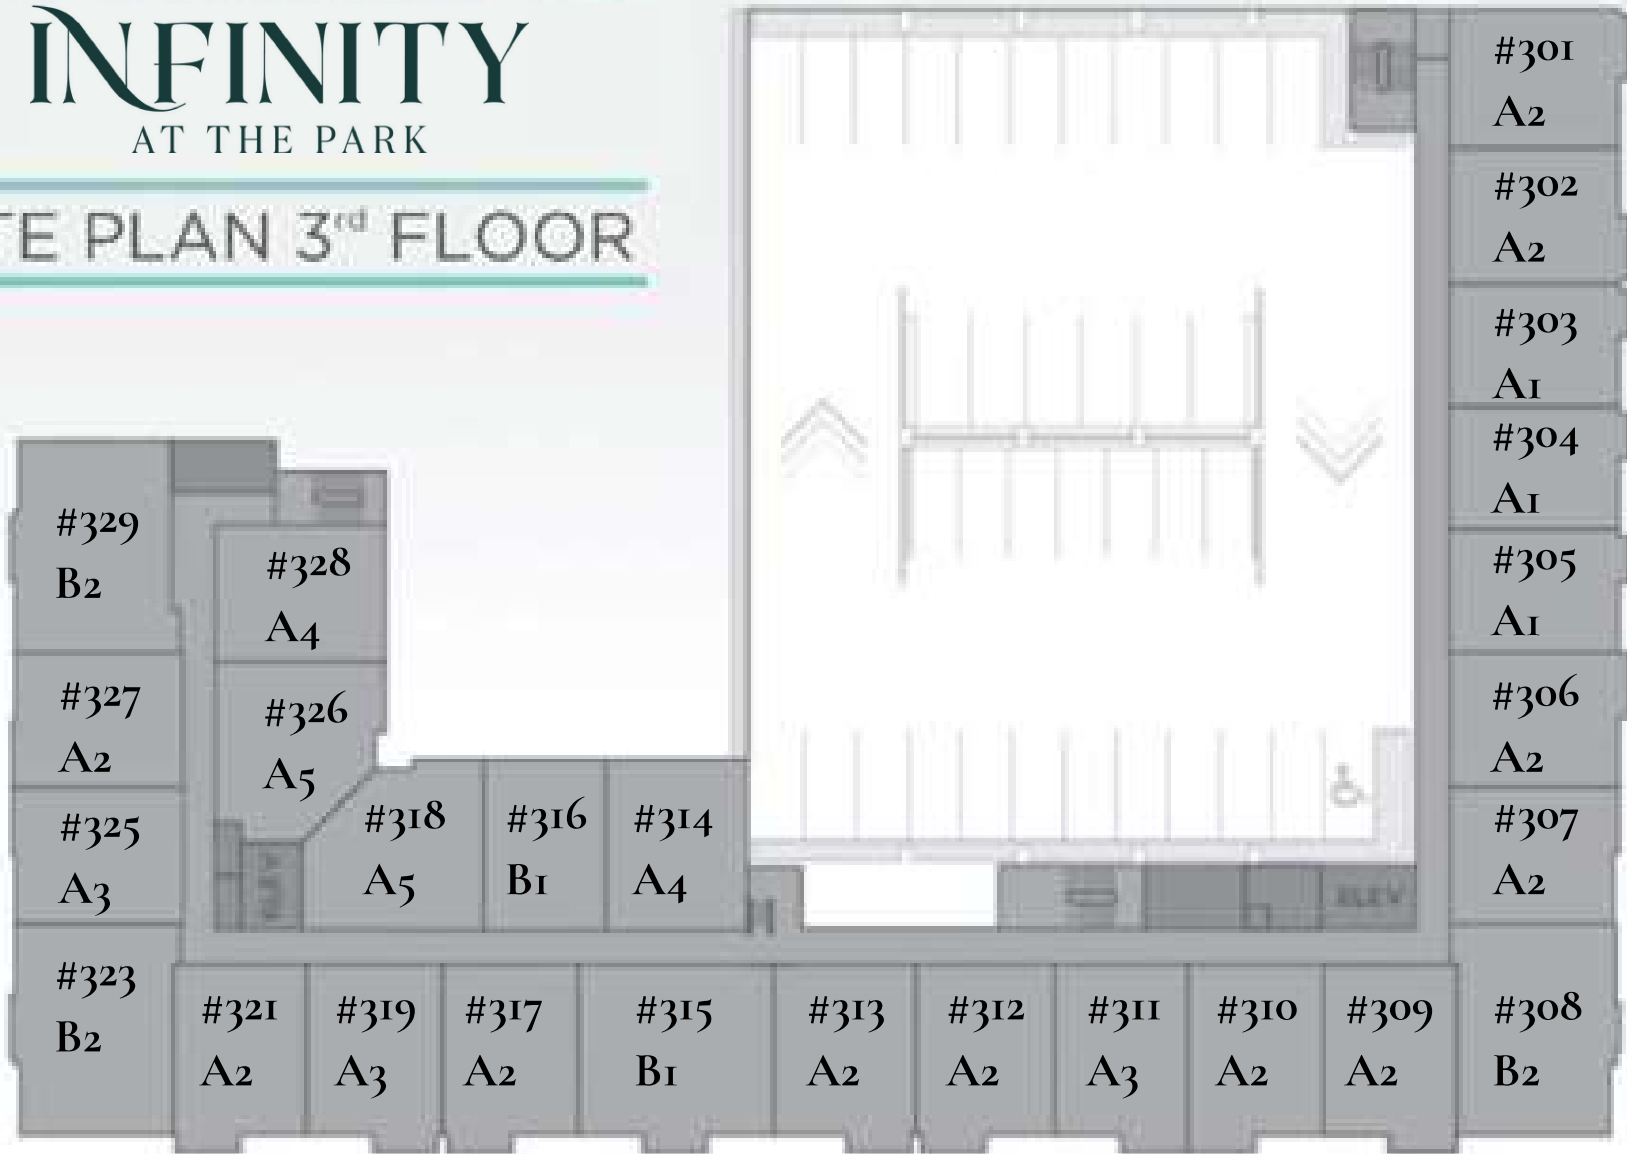 INFINITY
AT THE PARK
TE PLAN 3rd FLOOR
#301
A2
#302
A2
#303
A1
#304
A1
#305
A1
#306
A2
#307
A2
#308
B2
#309
A2
#310
A2
#311
A3
#312
A2
#313
A2
#315
B1
#317
A2
#319
A3
#321
A2
#323
B2
#325
A3
#327
A2
#329
B2
#328
A4
#326
A5
#318
A5
#316
B1
#314
A4
ELEV